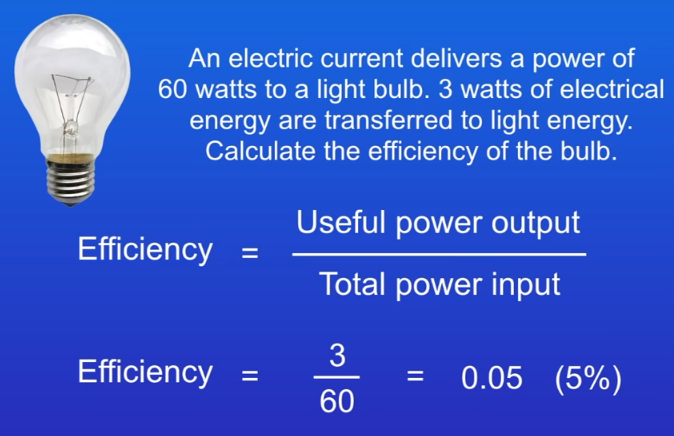 An electric current delivers a power of
60 watts to a light bulb. 3 watts of electrical
energy are transferred to light energy.
Calculate the efficiency of the bulb.
Efficiency = Useful power output / Total power input
Efficiency = 3 / 60 = 0.05 (5%)